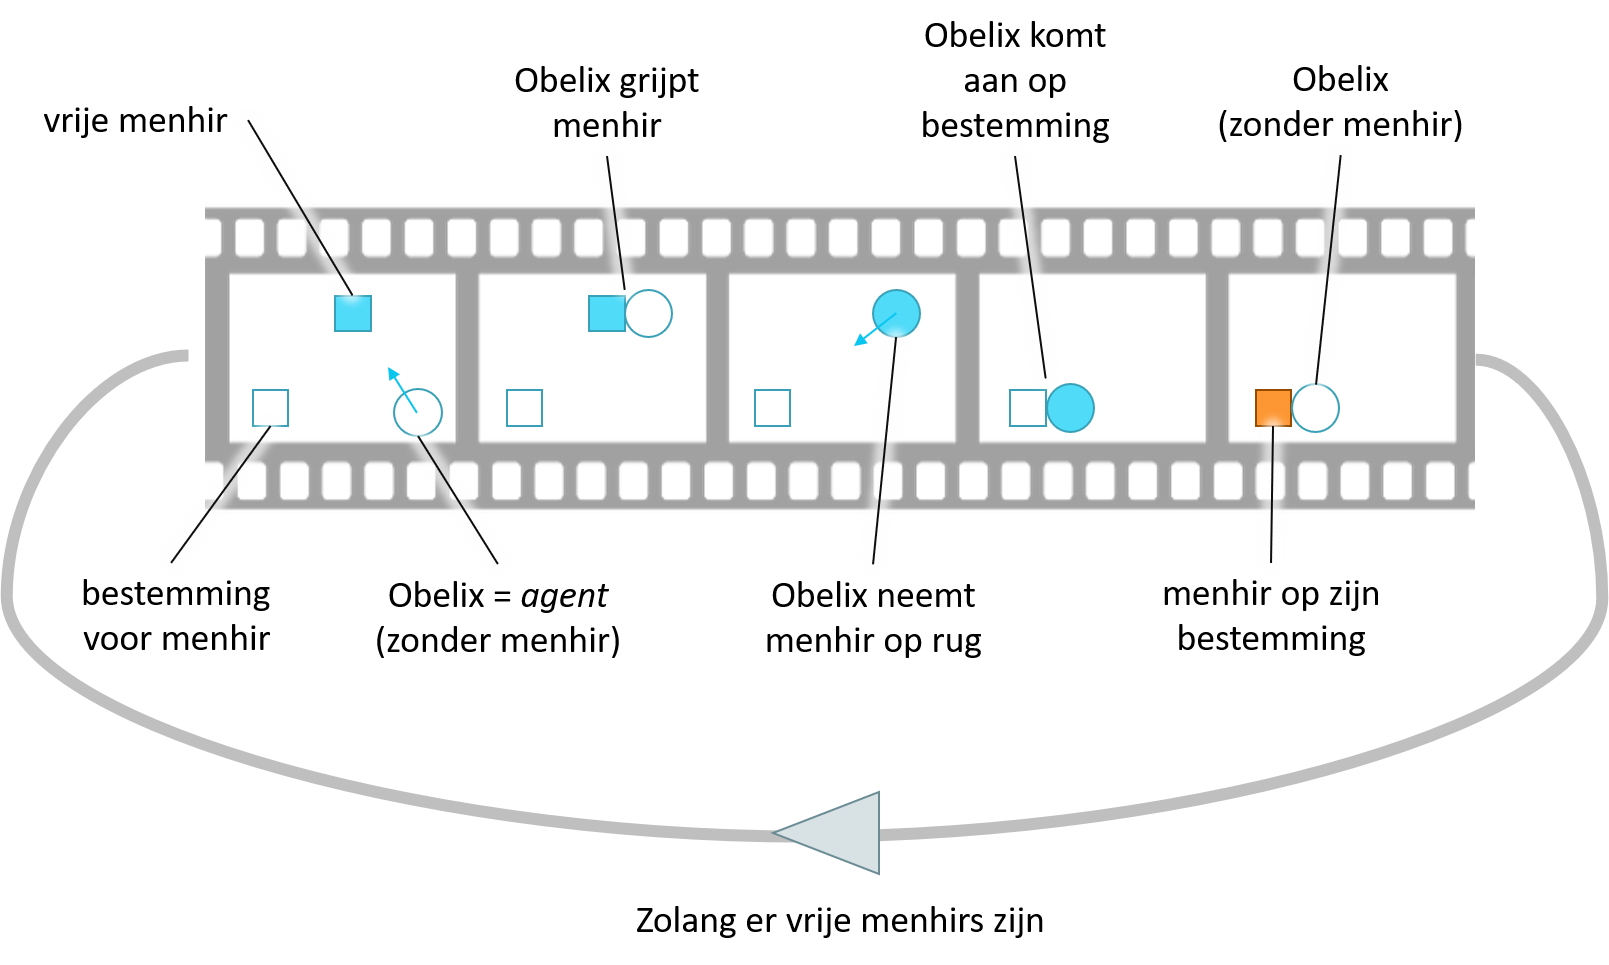 vrije menhir
Obelix grijpt
menhir
Obelix komt
aan op
bestemming
Obelix
(zonder menhir)
bestemming
voor menhir
Obelix = agent
(zonder menhir)
Obelix neemt
menhir op rug
menhir op zijn
bestemming
Zolang er vrije menhirs zijn